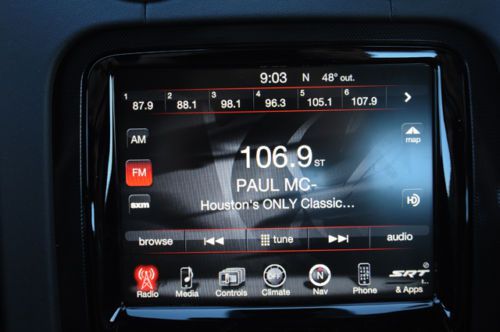 9:03 N 48° out.
1 87.9 2 88.1 3 98.1 4 96.3 5 105.1 6 107.9 >
AM
106.9 ST
map
FM
PAUL MC-
sxm
Houston's ONLY Classic...
HD
browse tune audio
OFF N SRT
Radio Media Controls Climate Nav Phone & Apps